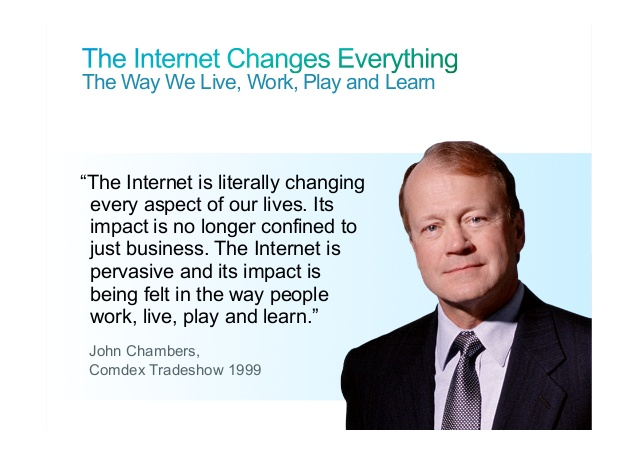 The Internet Changes Everything
The Way We Live, Work, Play and Learn
“The Internet is literally changing
every aspect of our lives. Its
impact is no longer confined to
just business. The Internet is
pervasive and its impact is
being felt in the way people
work, live, play and learn.”
John Chambers,
Comdex Tradeshow 1999